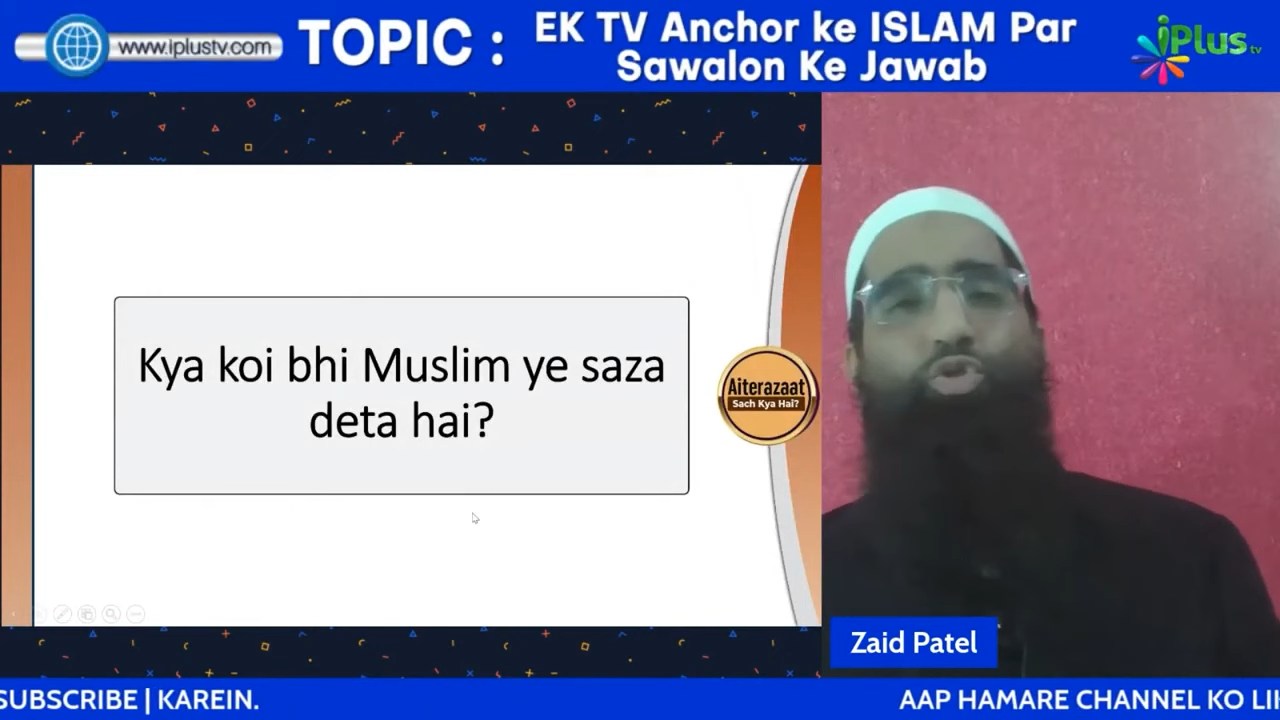 www.iplustv.com
TOPIC :
EK TV Anchor ke ISLAM Par
Sawalon Ke Jawab
iPlus tv
Kya koi bhi Muslim ye saza
deta hai?
Aiterazaat
Sach Kya Hai?
Zaid Patel
SUBSCRIBE | KAREIN.
AAP HAMARE CHANNEL KO LI